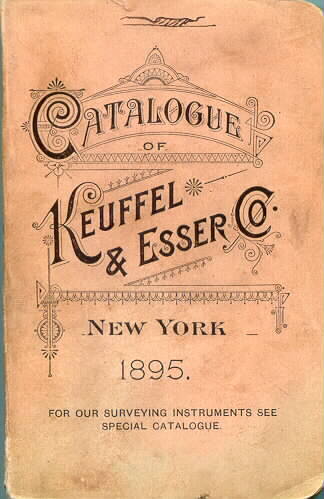 CATALOGUE
OF
KEUFFEL
& ESSER CO.
NEW YORK
1895.
FOR OUR SURVEYING INSTRUMENTS SEE
SPECIAL CATALOGUE.